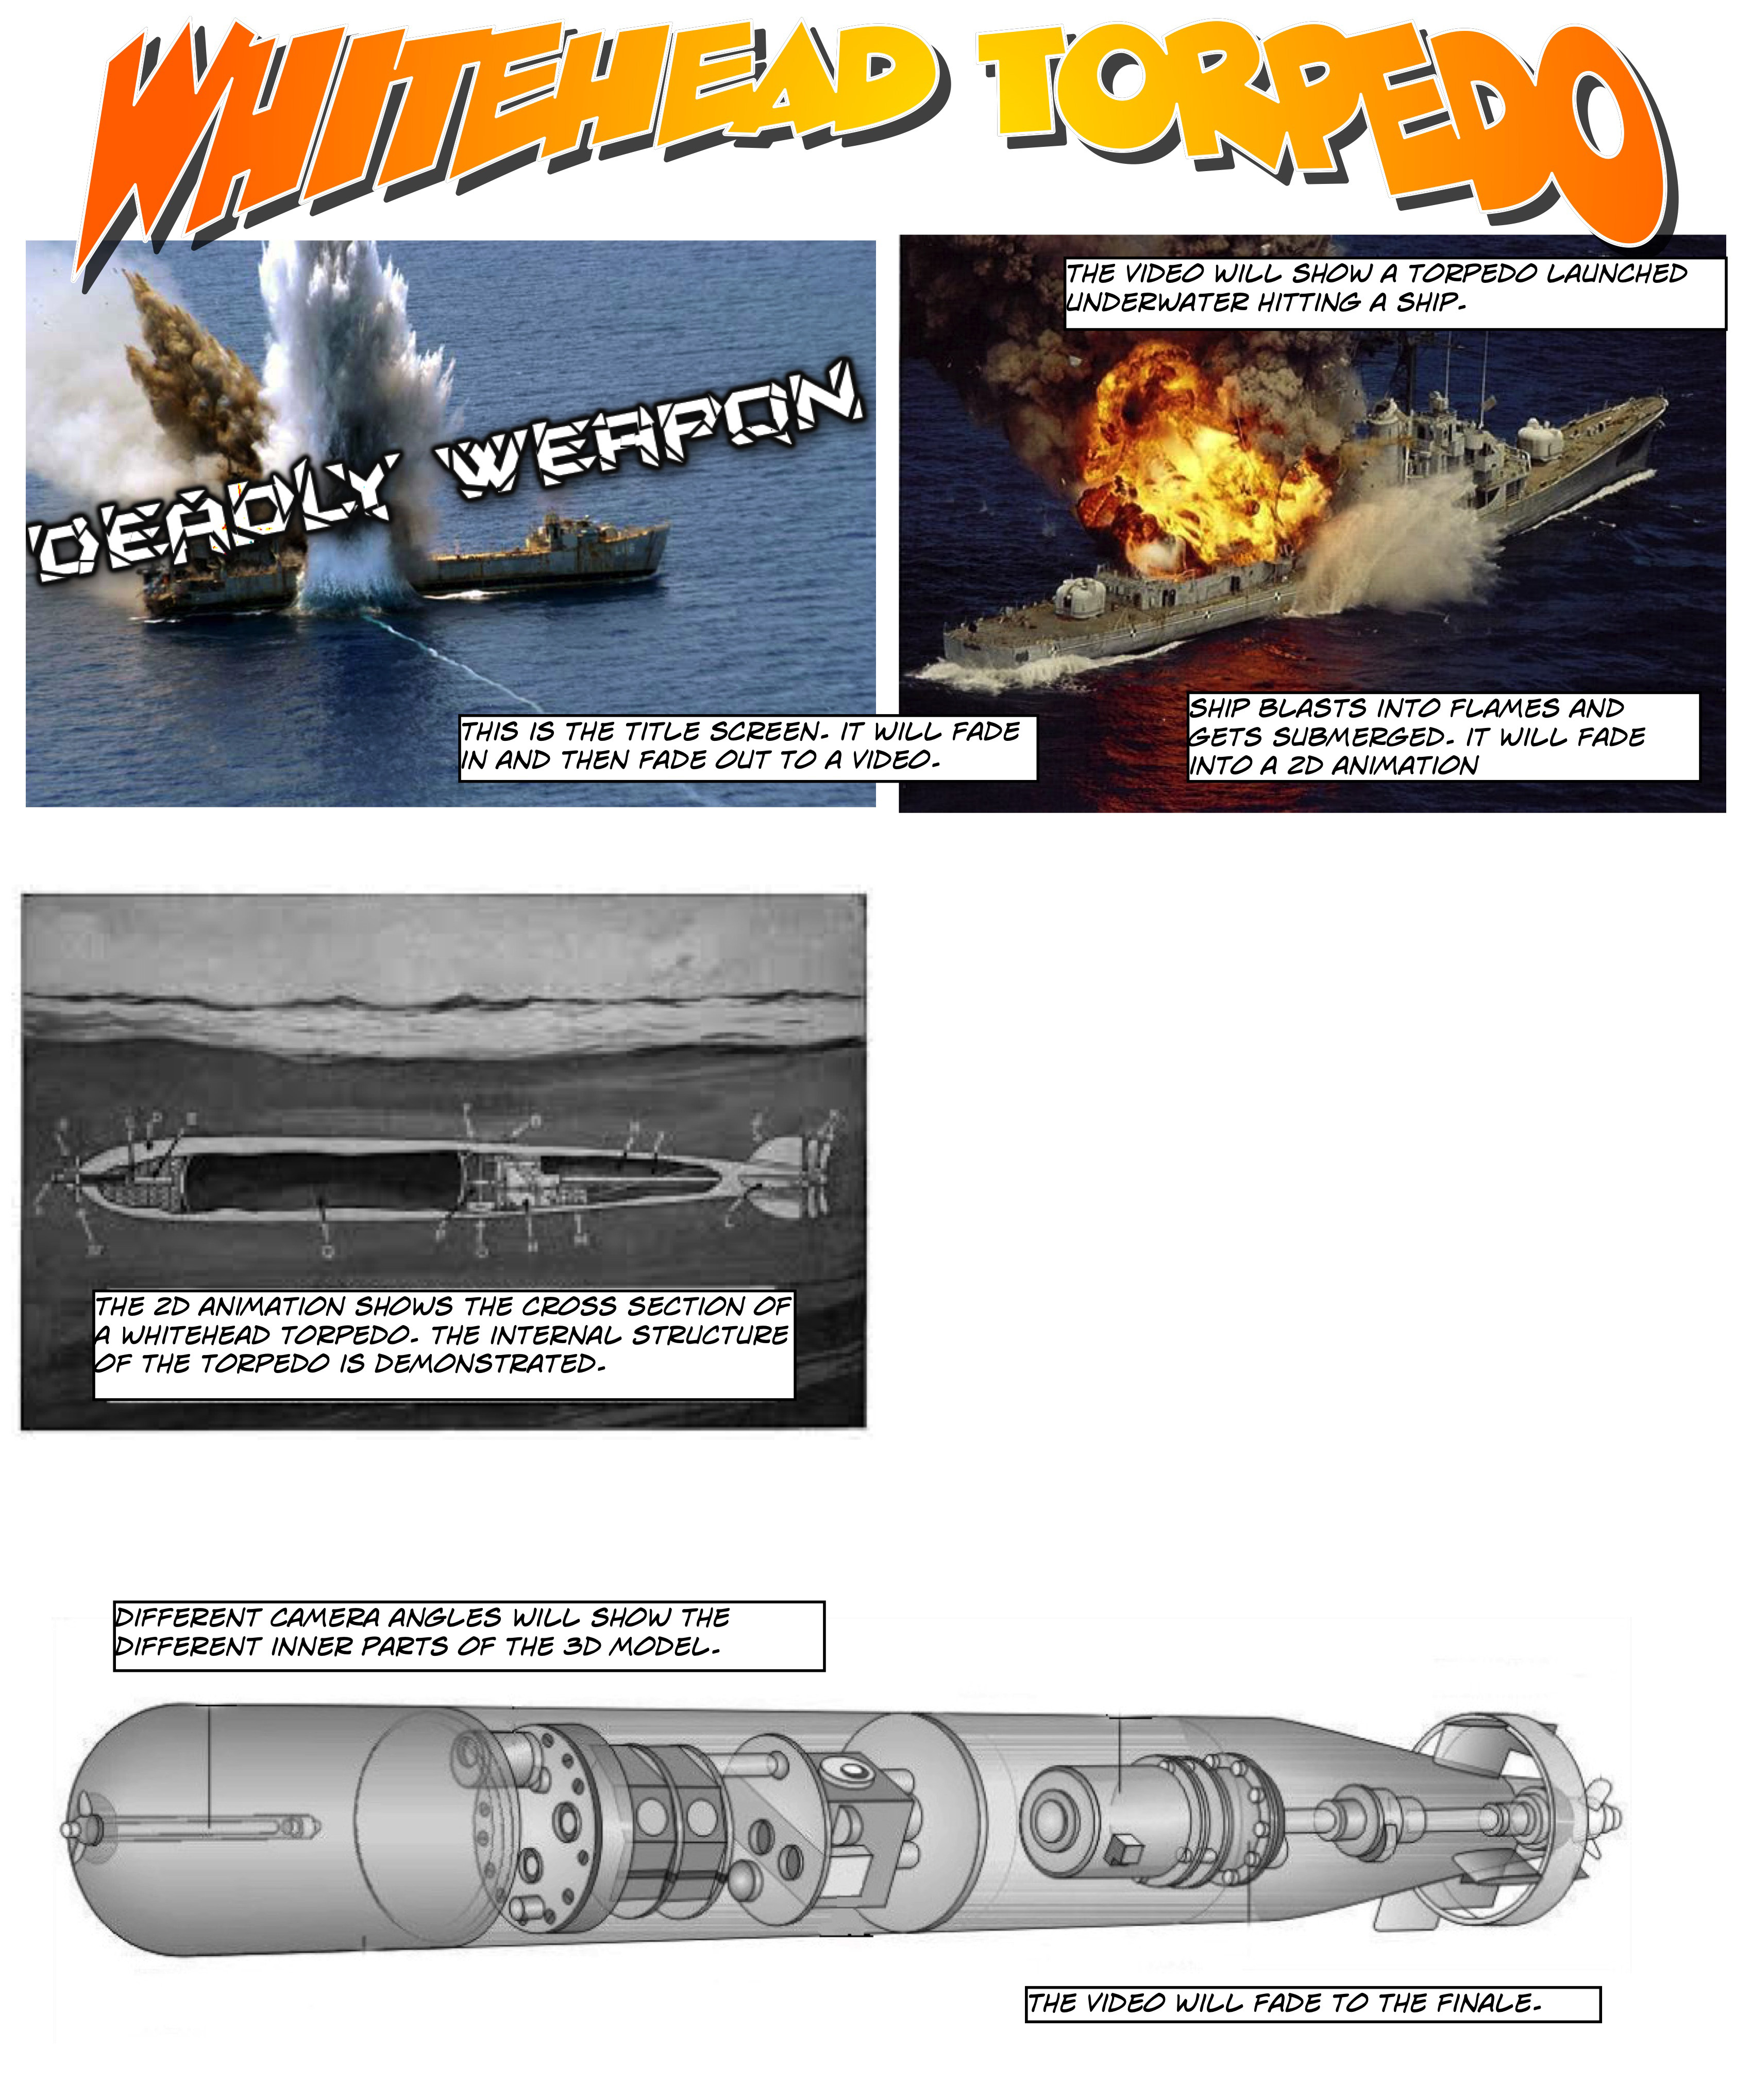 WHITEHEAD TORPEDO
DEADLY WEAPON
THIS IS THE TITLE SCREEN. IT WILL FADE
IN AND THEN FADE OUT TO A VIDEO.
THE VIDEO WILL SHOW A TORPEDO LAUNCHED
UNDERWATER HITTING A SHIP.
SHIP BLASTS INTO FLAMES AND
GETS SUBMERGED. IT WILL FADE
INTO A 2D ANIMATION
THE 2D ANIMATION SHOWS THE CROSS SECTION OF
A WHITEHEAD TORPEDO. THE INTERNAL STRUCTURE
OF THE TORPEDO IS DEMONSTRATED.
DIFFERENT CAMERA ANGLES WILL SHOW THE
DIFFERENT INNER PARTS OF THE 3D MODEL.
THE VIDEO WILL FADE TO THE FINALE.